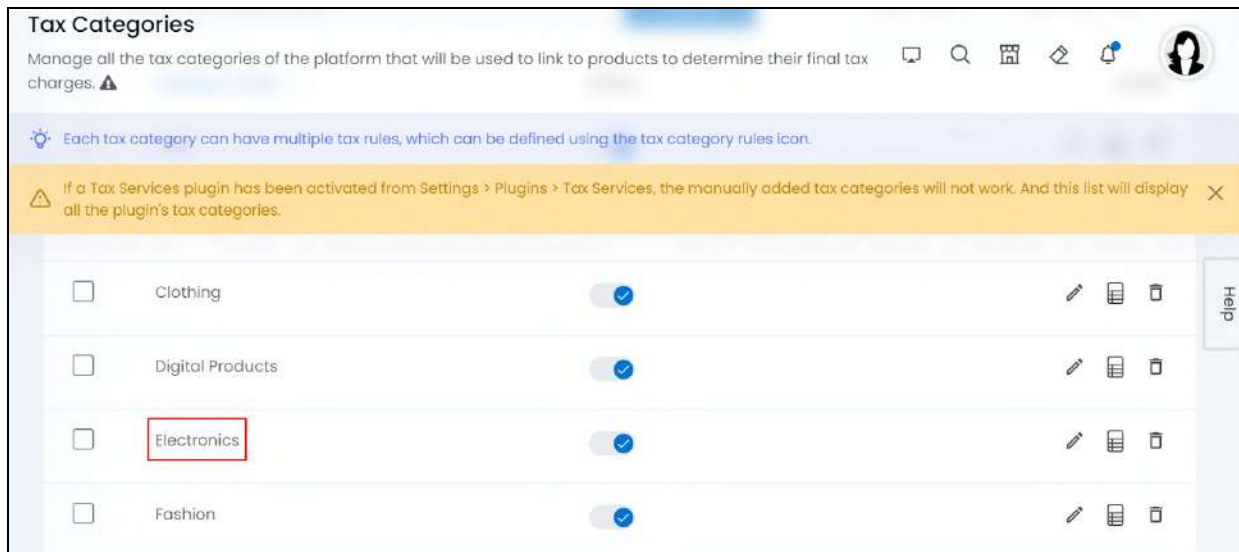 Tax Categories
Manage all the tax categories of the platform that will be used to link to products to determine their final tax
charges.
Each tax category can have multiple tax rules, which can be defined using the tax category rules icon.
If a Tax Services plugin has been activated from Settings > Plugins > Tax Services, the manually added tax categories will not work. And this list will display
all the plugin's tax categories.
Clothing
Help
Digital Products
Electronics
Fashion